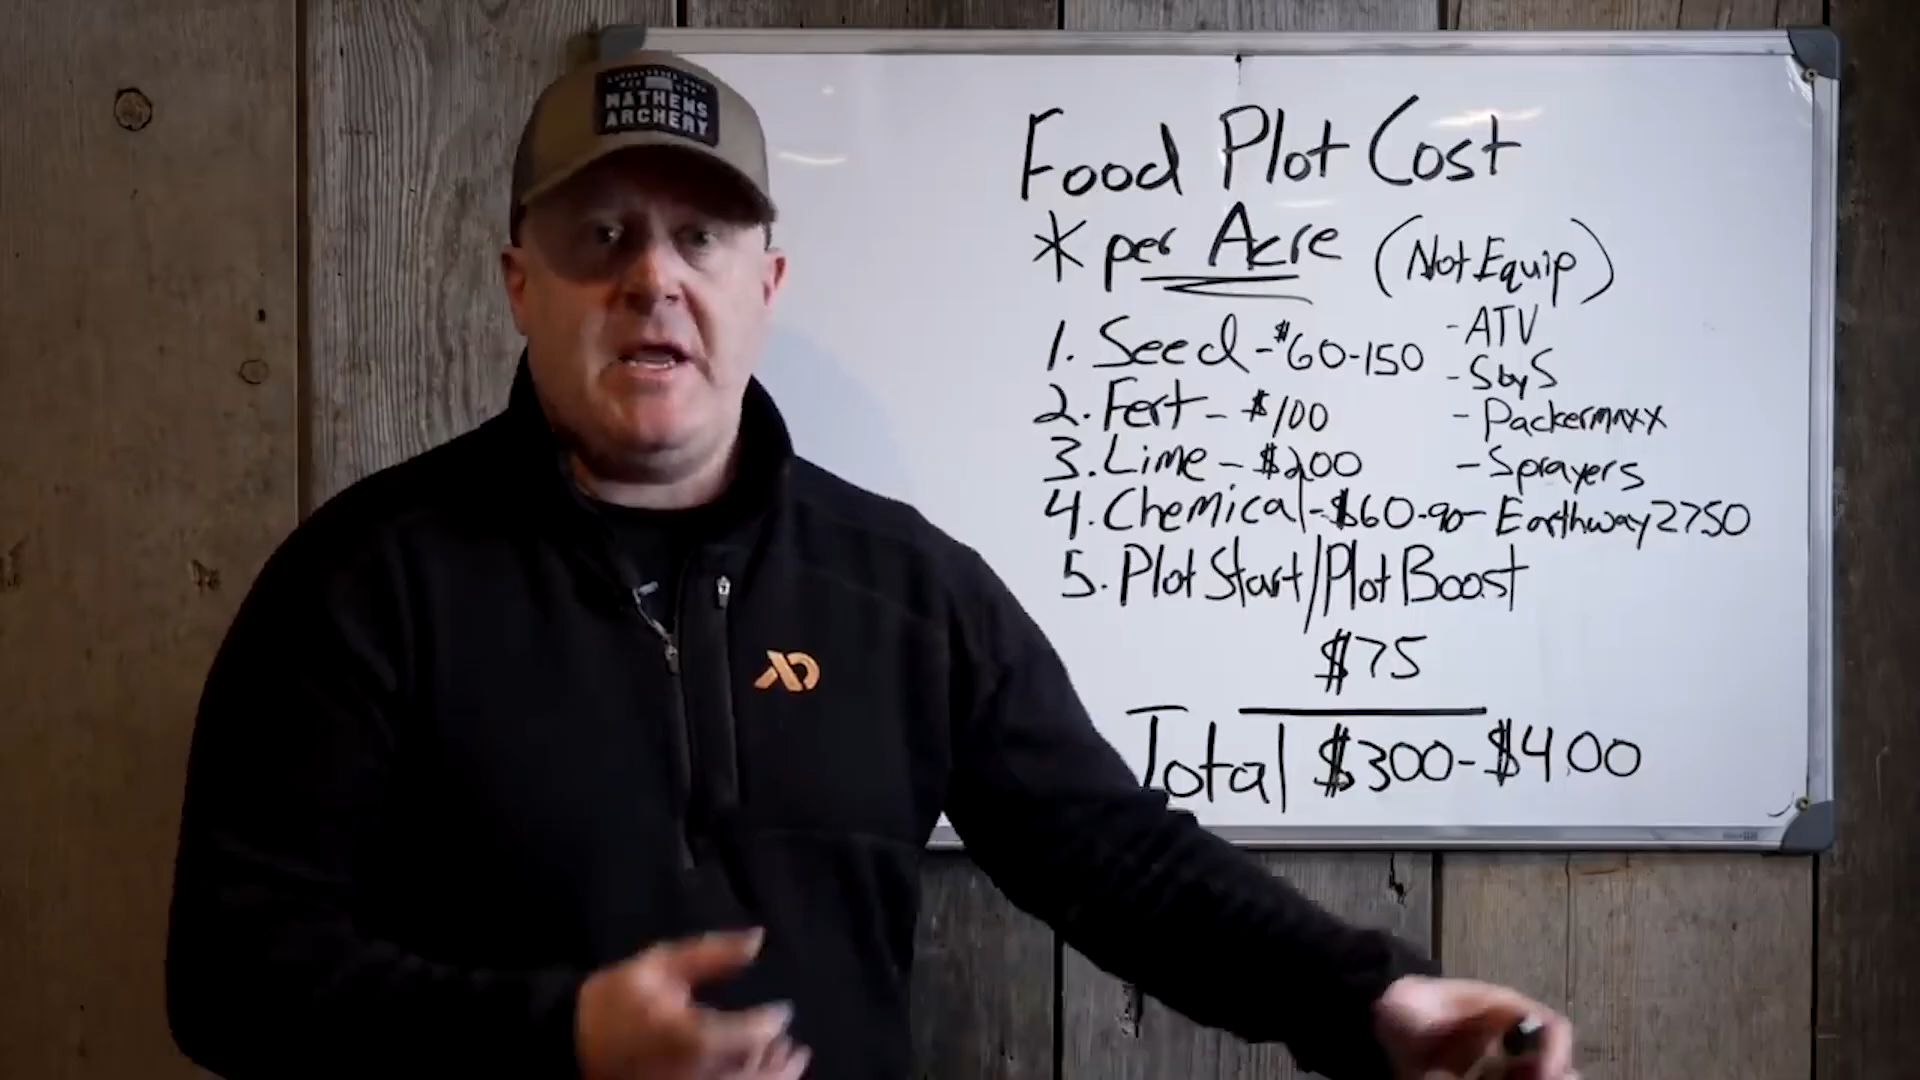 MATHEWS
ARCHERY
Food Plot Cost
* per Acre (Not Equip)
1. Seed - $60-150
- ATV
- SbyS
2. Fert - $100
- Packermaxx
3. Lime - $200
- Sprayers
4. Chemical - $60-90
- Earthway 2750
5. Plot Start/Plot Boost
$75
Total $300-$400